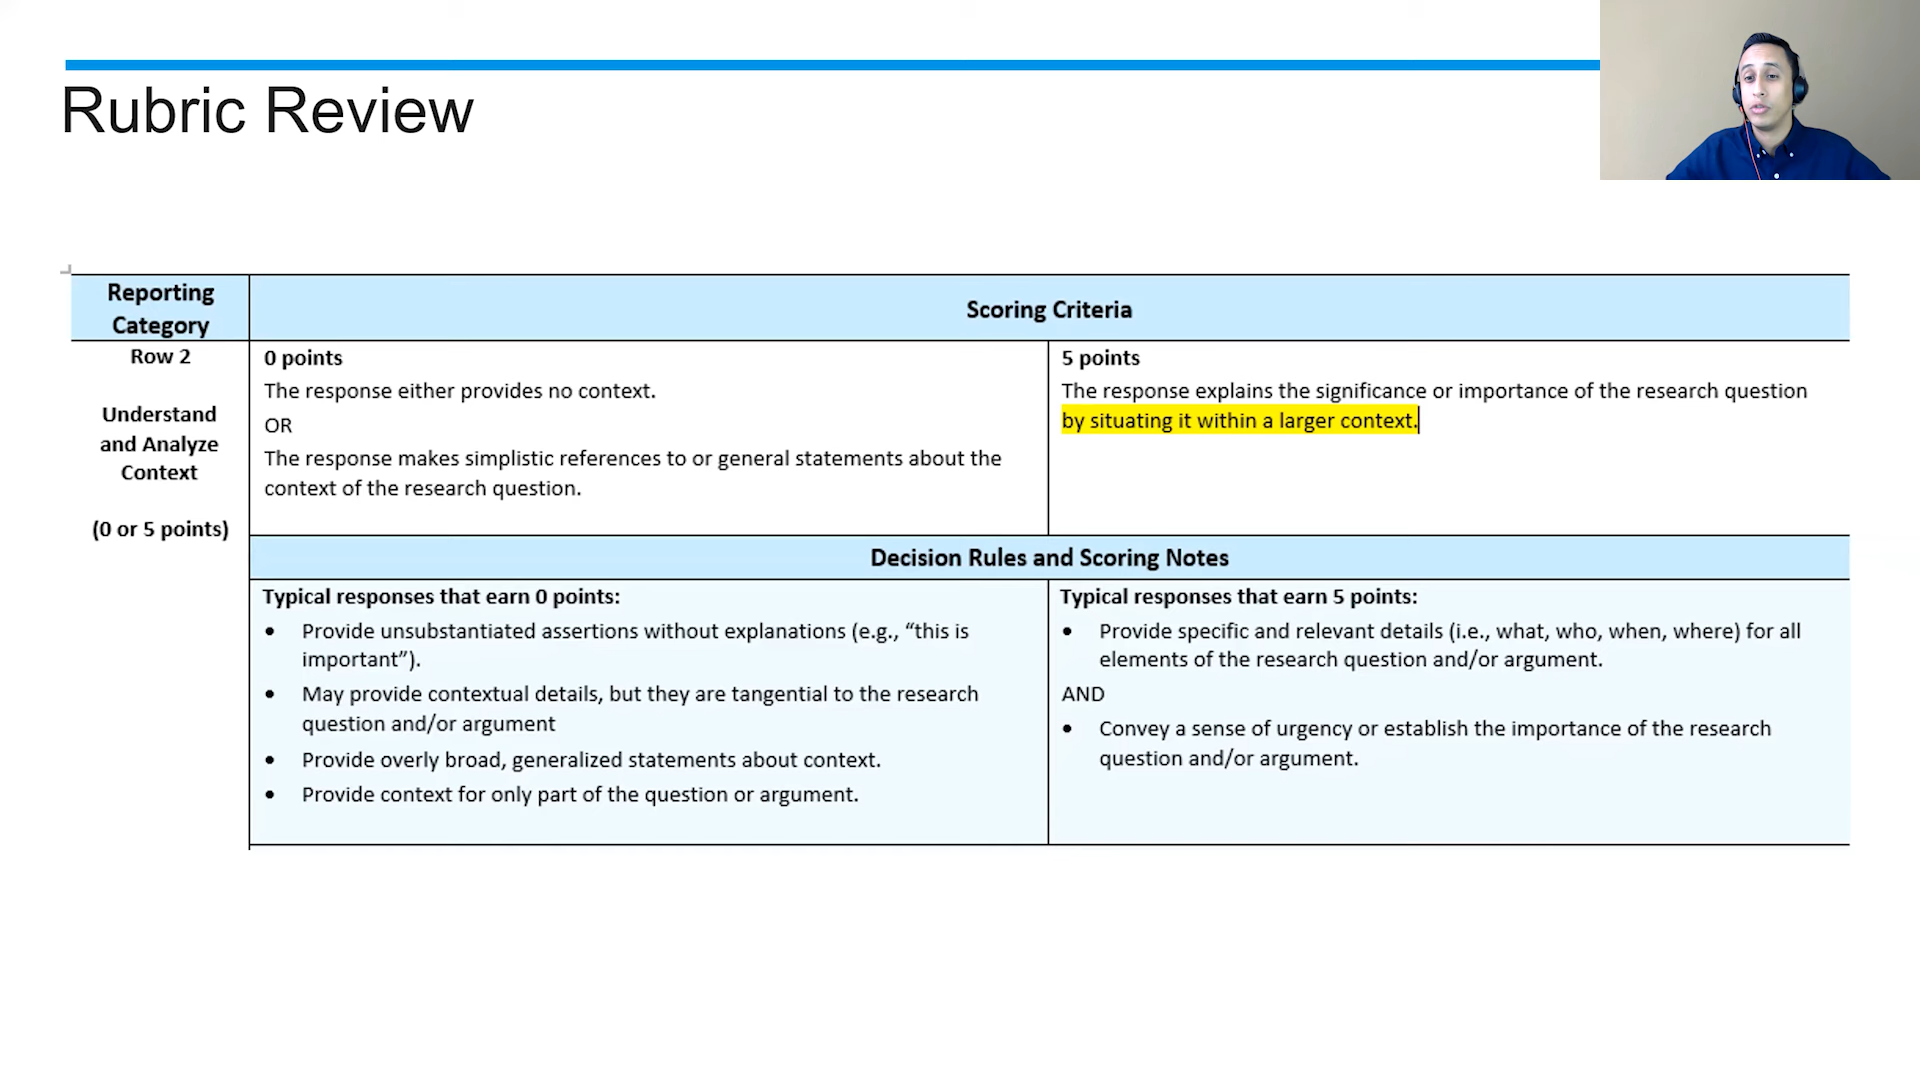 Rubric Review
Reporting
Category
Scoring Criteria
Row 2
Understand
and Analyze
Context
(0 or 5 points)
0 points
The response either provides no context.
OR
The response makes simplistic references to or general statements about the
context of the research question.
5 points
The response explains the significance or importance of the research question
by situating it within a larger context.
Decision Rules and Scoring Notes
Typical responses that earn 0 points:
• Provide unsubstantiated assertions without explanations (e.g., “this is
important”).
• May provide contextual details, but they are tangential to the research
question and/or argument
• Provide overly broad, generalized statements about context.
• Provide context for only part of the question or argument.
Typical responses that earn 5 points:
• Provide specific and relevant details (i.e., what, who, when, where) for all
elements of the research question and/or argument.
AND
• Convey a sense of urgency or establish the importance of the research
question and/or argument.